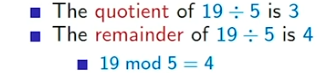 The quotient of 19 ÷ 5 is 3
The remainder of 19 ÷ 5 is 4
19 mod 5 = 4